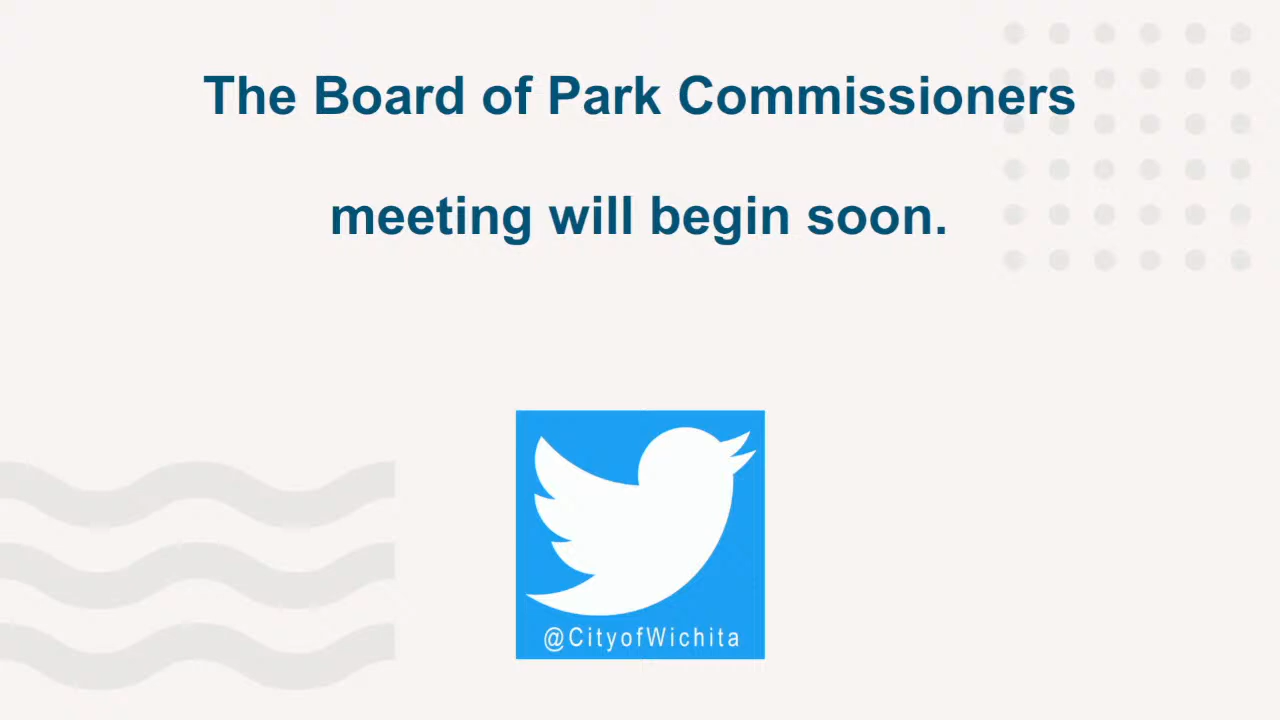 The Board of Park Commissioners
meeting will begin soon.
@CityofWichita